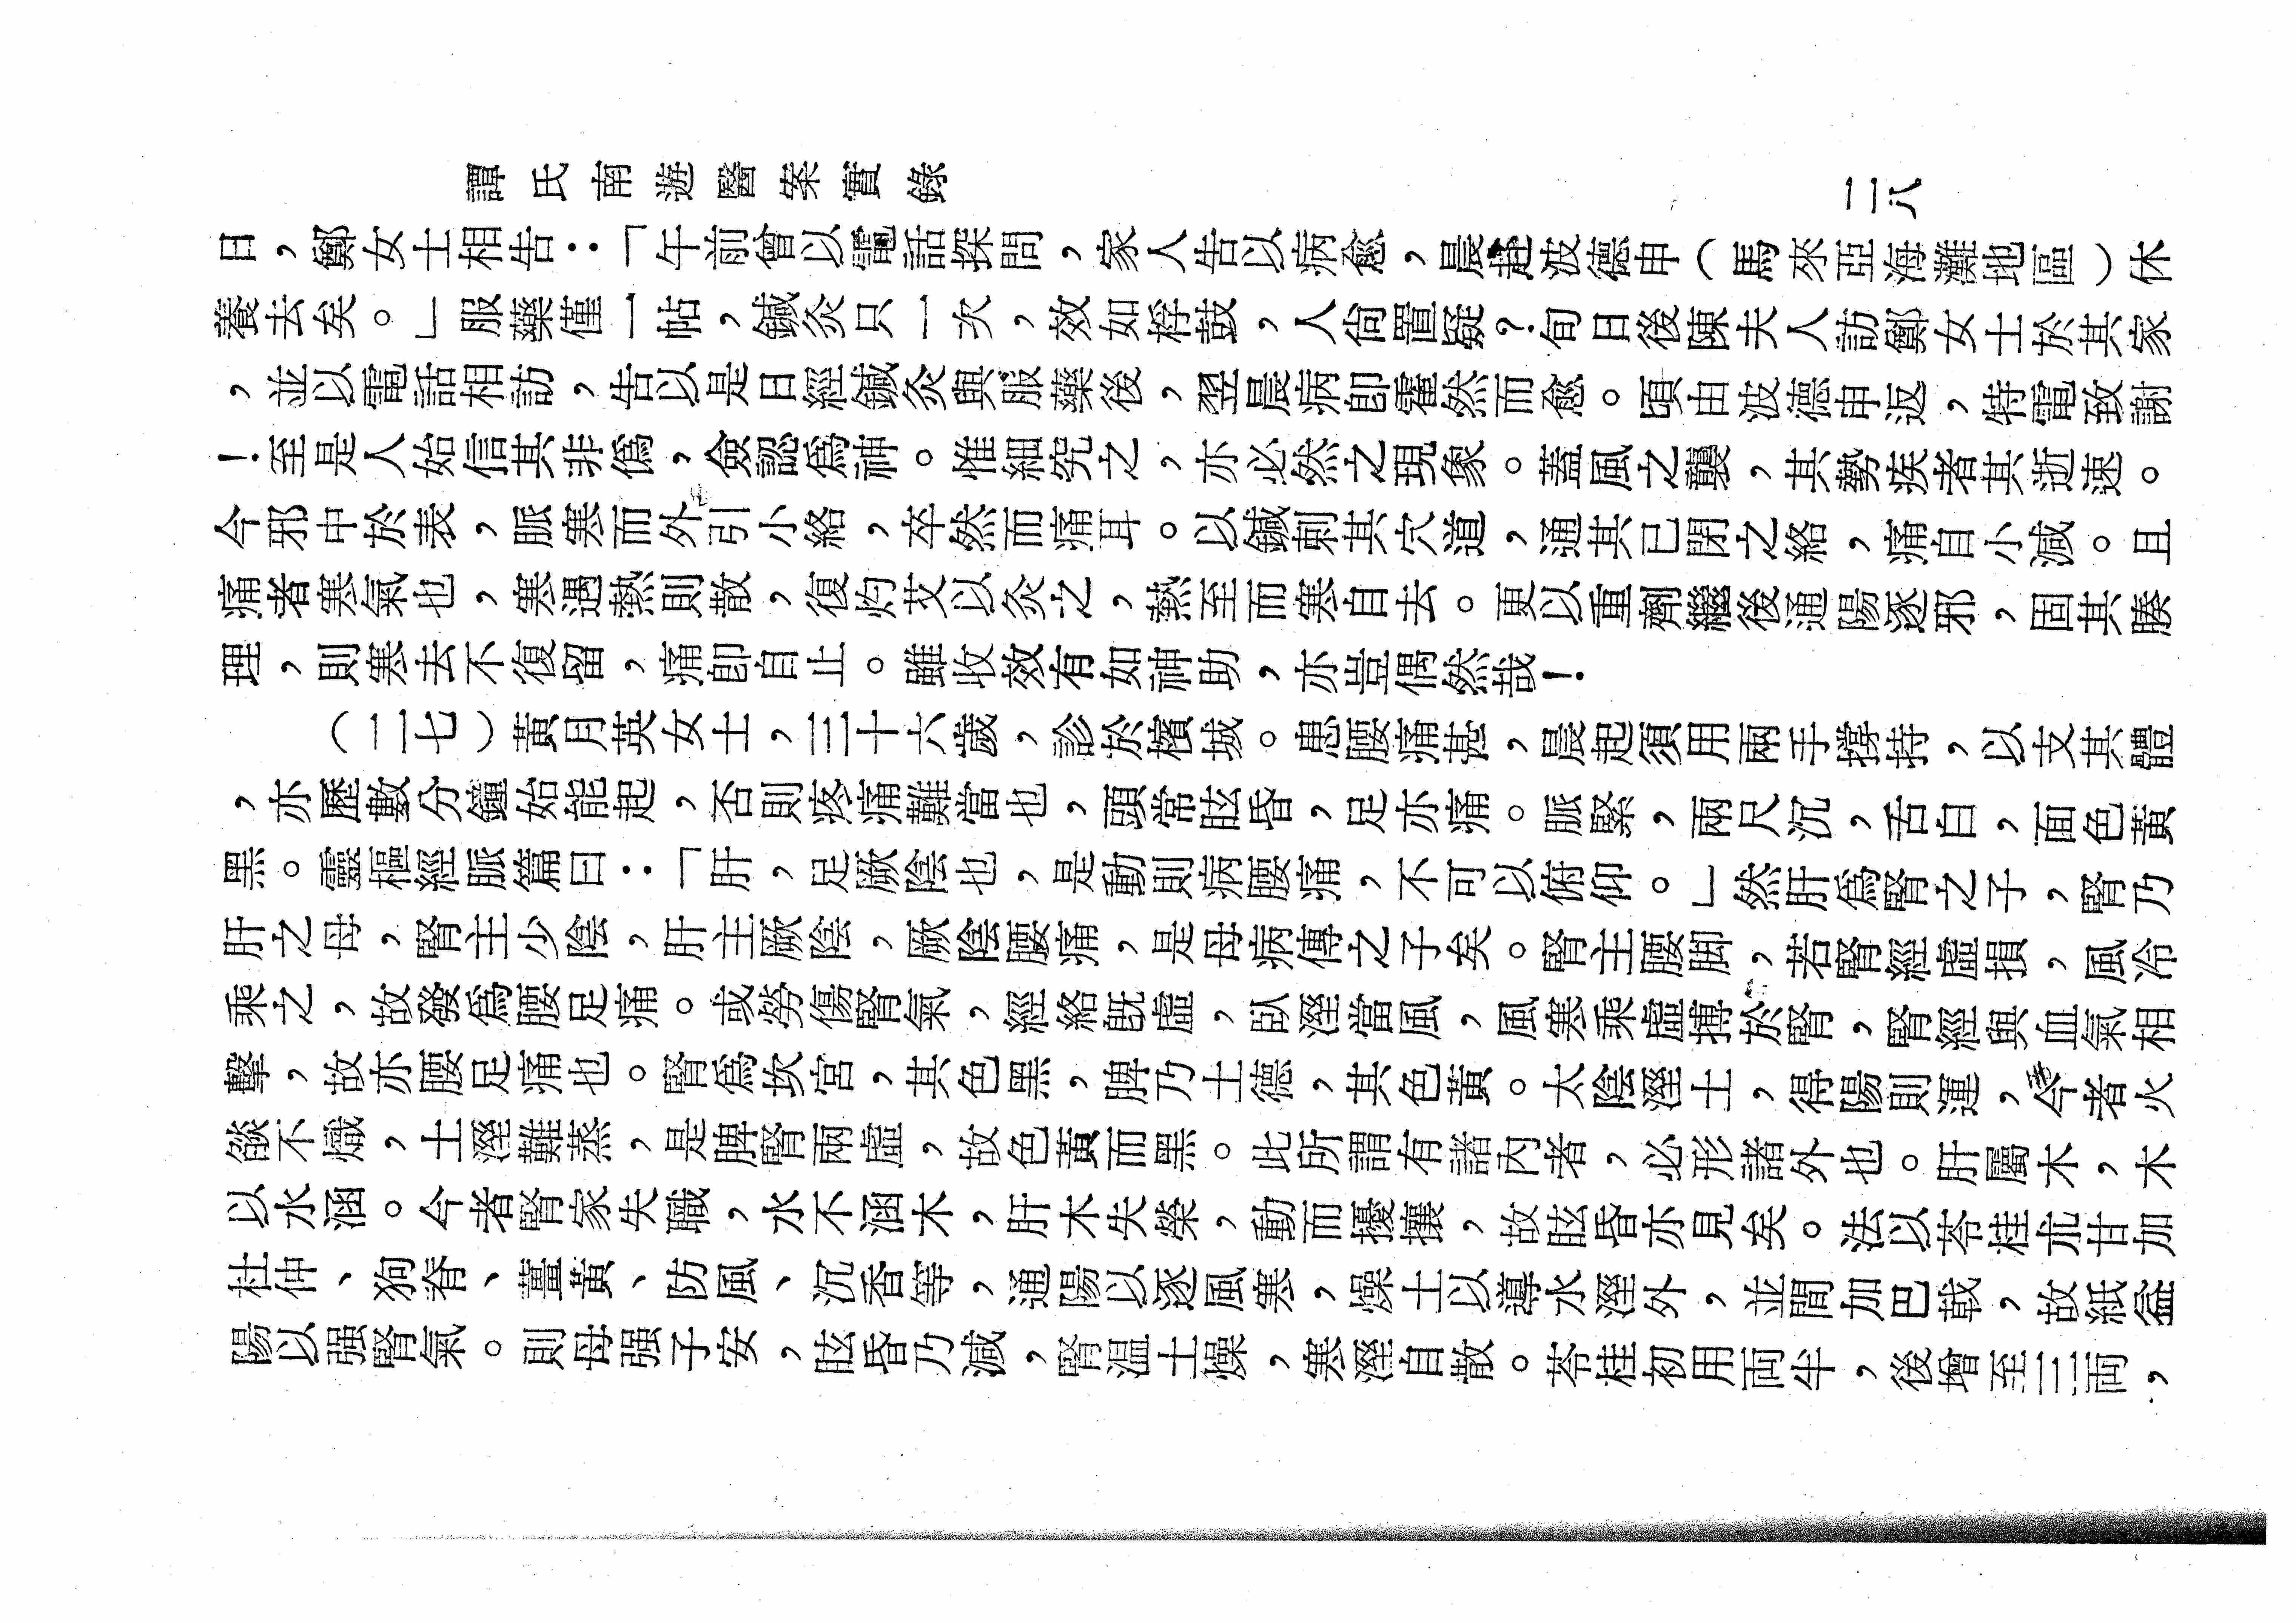 譚氏南遊醫案實錄
二八
日，鄭女士相告：「午前曾以電話探問，家人告以病愈，晨趕波德申（馬來亞海灘地區）休
養去矣。」服藥僅一帖，鍼灸只一次，效如桴鼓，人尙置疑？旬日後陳夫人訪鄭女士於其家
，並以電話相訪，告以是日經鍼灸與服藥後，翌晨病卽霍然而愈。頃由波德申返，特電致謝
！至是人始信其非僞，僉認爲神。惟細究之，亦必然之現象。蓋風之襲，其勢疾者其逝速。
今邪中於表，脈寒而外引小絡，卒然而痛耳。以鍼刺其穴道，通其已閉之絡，痛自小減。且
痛者寒氣也，寒遇熱則散，復灼艾以灸之，熱至而寒自去。更以重劑繼後通陽逐邪，固其腠
理，則寒去不復留，痛卽自止。雖收效有如神助，亦豈偶然哉！
（二七）黃月英女士，三十六歲，診於檳城。患腰痛甚，晨起須用兩手撐持，以支其體
，亦歷數分鐘始能起，否則疼痛難當也，頭常眩昏，足亦痛。脈緊，兩尺沉，舌白，面色黃
黑。靈樞經脈篇曰：「肝，足厥陰也，是動則病腰痛，不可以俯仰。」然肝爲腎之子，腎乃
肝之母，腎主少陰，肝主厥陰，厥陰腰痛，是母病傳之子矣。腎主腰脚，若腎經虛損，風冷
乘之，故發爲腰足痛。或勞傷腎氣，經絡旣虛，臥溼當風，風寒乘虛搏於腎，腎經與血氣相
擊，故亦腰足痛也。腎爲坎宮，其色黑，脾乃土德，其色黃。太陰溼土，得陽則運，今者火
燄不熾，土溼難蒸，是脾腎兩虛，故色黃而黑。此所謂有諸內者，必形諸外也。肝屬木，木
以水涵。今者腎家失職，水不涵木，肝木失榮，動而擾攘，故眩昏亦見矣。法以苓桂朮甘加
杜仲、狗脊、薑黃、防風、沉香等，通陽以逐風寒，燥土以導水溼外，並間加巴戟，故紙益
陽以强腎氣。則母强子安，眩昏乃減，腎温土燥，寒溼自散。苓桂初用両半，後增至三両，